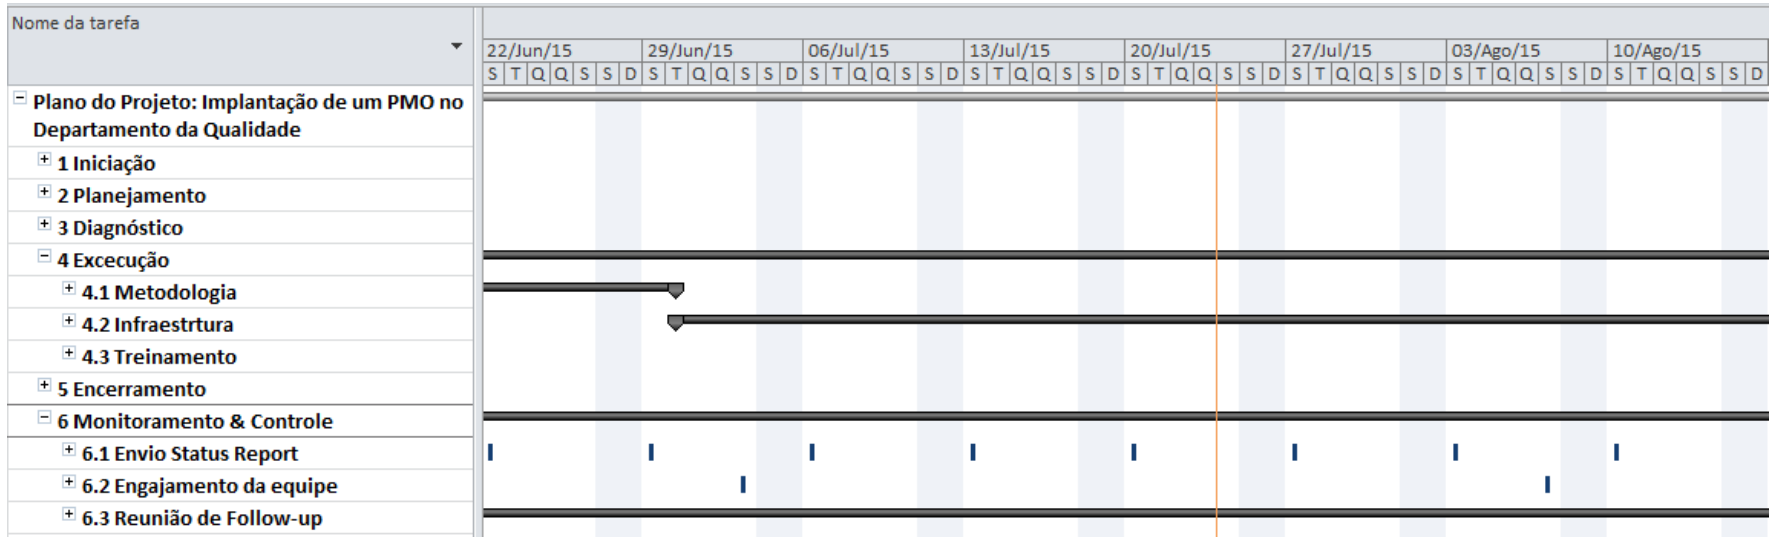 Nome da tarefa
22/Jun/15 29/Jun/15 06/Jul/15 13/Jul/15 20/Jul/15 27/Jul/15 03/Ago/15 10/Ago/15
S T Q Q S S D S T Q Q S S D S T Q Q S S D S T Q Q S S D S T Q Q S S D S T Q Q S S D S T Q Q S S D S T Q Q S S D
Plano do Projeto: Implantação de um PMO no
Departamento da Qualidade
1 Iniciação
2 Planejamento
3 Diagnóstico
4 Excecução
4.1 Metodologia
4.2 Infraestrtura
4.3 Treinamento
5 Encerramento
6 Monitoramento & Controle
6.1 Envio Status Report
6.2 Engajamento da equipe
6.3 Reunião de Follow-up